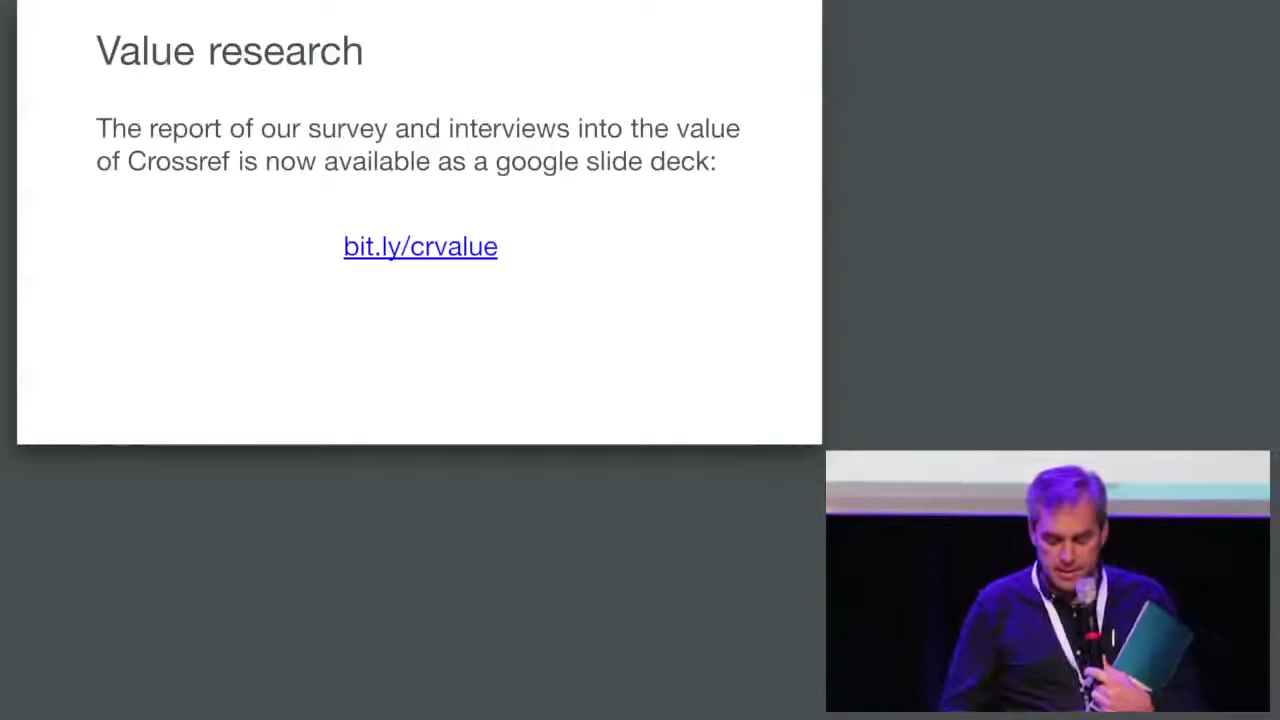 Value research
The report of our survey and interviews into the value
of Crossref is now available as a google slide deck:
bit.ly/crvalue